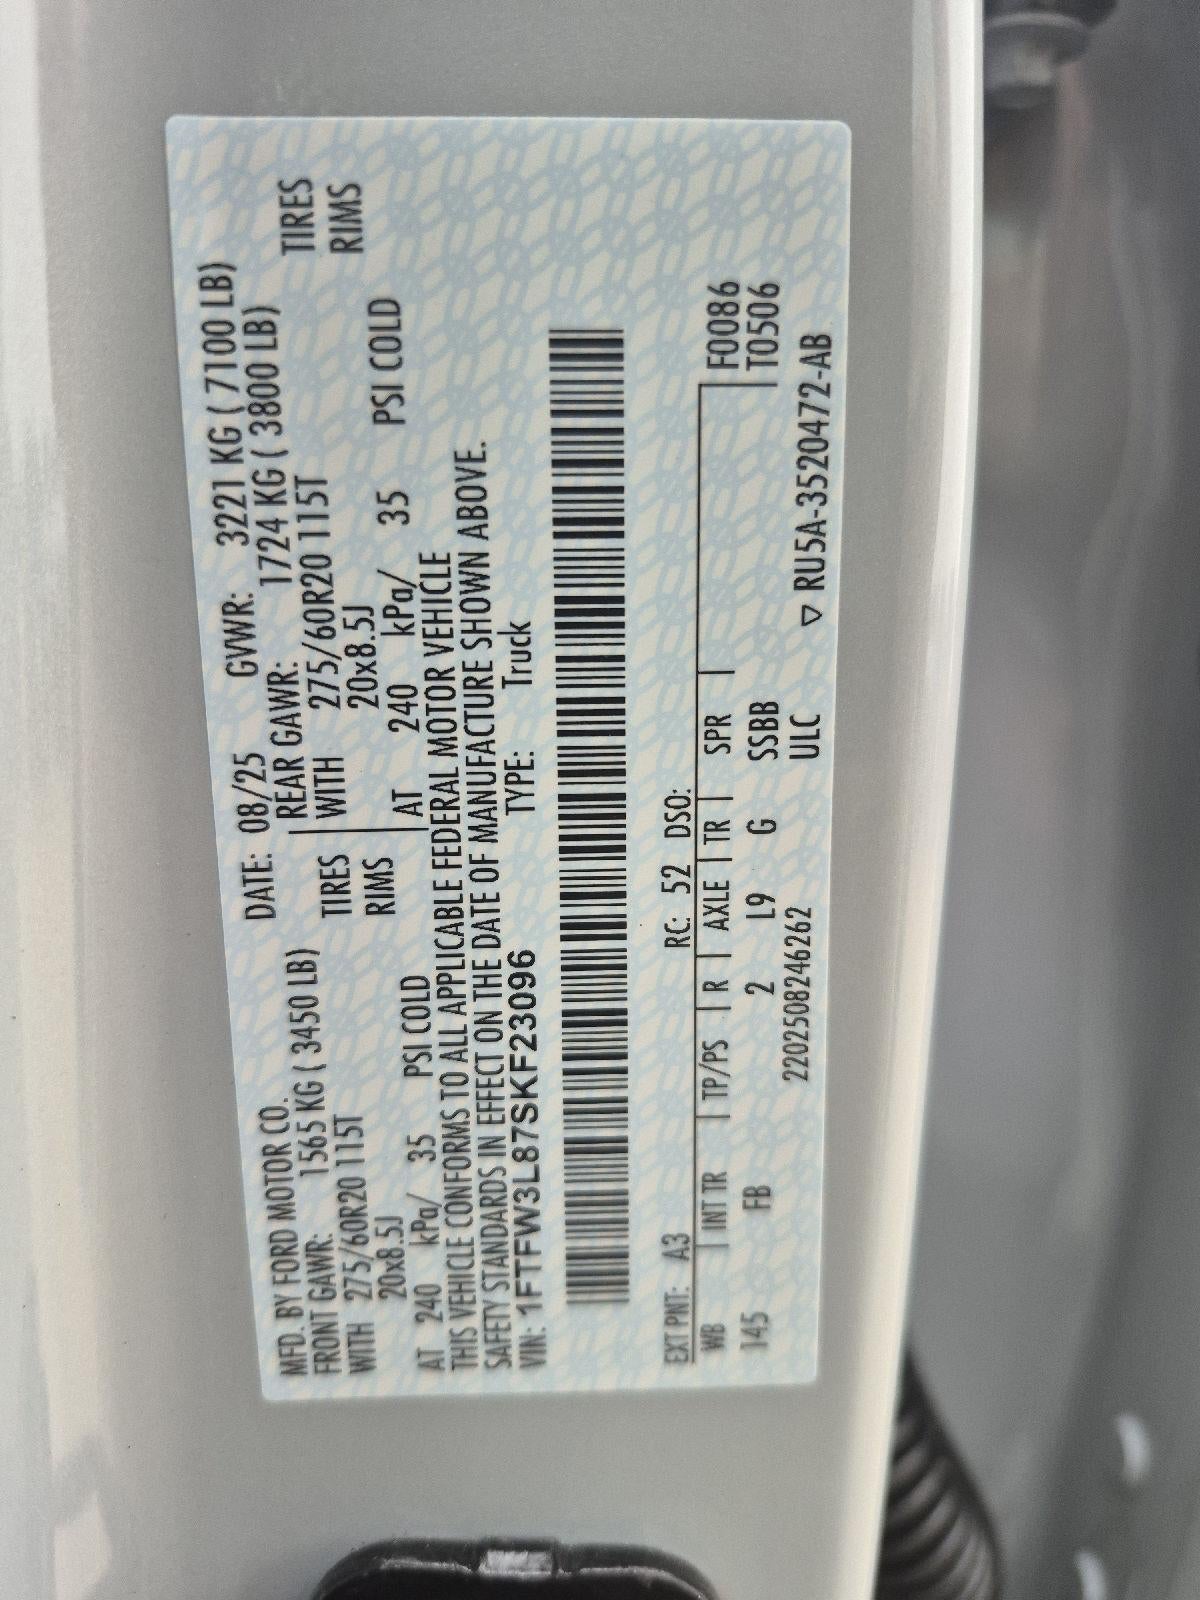 MFD. BY FORD MOTOR CO. DATE: 08/25 GVWR: 3221 KG ( 7100 LB)
FRONT GAWR: 1565 KG ( 3450 LB) REAR GAWR: 1724 KG ( 3800 LB)
WITH 275/60R20 115T TIRES WITH 275/60R20 115T TIRES
20x8.5J RIMS 20x8.5J RIMS
AT 240 kPa/ 35 PSI COLD AT 240 kPa/ 35 PSI COLD
THIS VEHICLE CONFORMS TO ALL APPLICABLE FEDERAL MOTOR VEHICLE
SAFETY STANDARDS IN EFFECT ON THE DATE OF MANUFACTURE SHOWN ABOVE.
VIN: 1FTFW3L87SKF23096 TYPE: Truck
EXT PNT: A3 RC: 52 DSO:
WB | INT TR | TP/PS | R | AXLE | TR | SPR | F0086
145 FB 2 L9 G SSBB T0506
2202508246262 ULC ▽ RU5A-3520472-AB